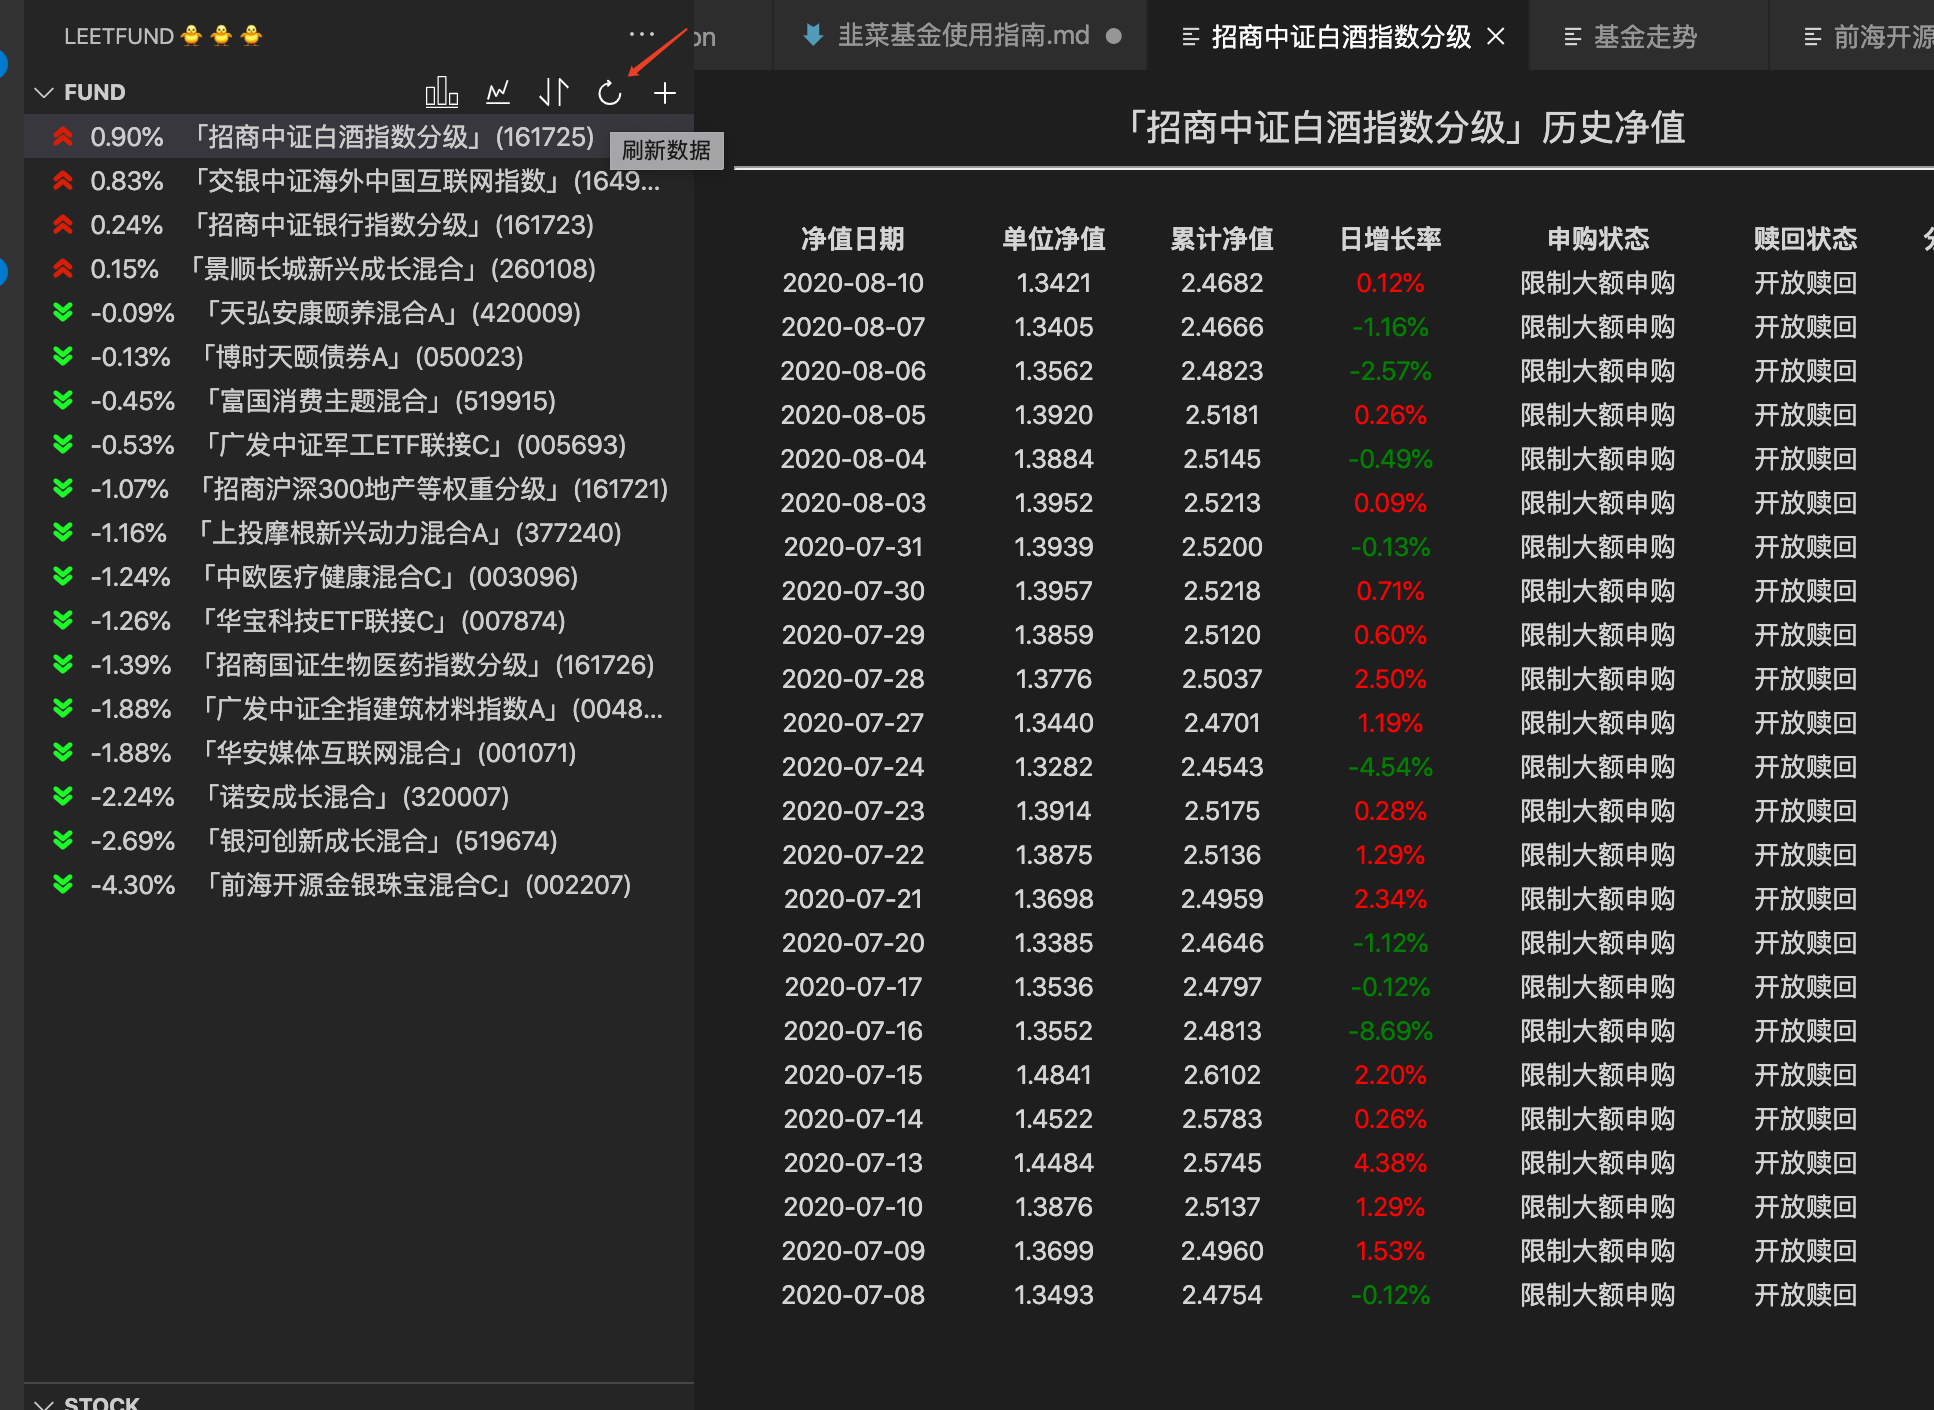 LEETFUND🐥🐥🐥
FUND
刷新数据
0.90% 「招商中证白酒指数分级」(161725)
0.83% 「交银中证海外中国互联网指数」(1649...
0.24% 「招商中证银行指数分级」(161723)
0.15% 「景顺长城新兴成长混合」(260108)
-0.09% 「天弘安康颐养混合A」(420009)
-0.13% 「博时天颐债券A」(050023)
-0.45% 「富国消费主题混合」(519915)
-0.53% 「广发中证军工ETF联接C」(005693)
-1.07% 「招商沪深300地产等权重分级」(161721)
-1.16% 「上投摩根新兴动力混合A」(377240)
-1.24% 「中欧医疗健康混合C」(003096)
-1.26% 「华宝科技ETF联接C」(007874)
-1.39% 「招商国证生物医药指数分级」(161726)
-1.88% 「广发中证全指建筑材料指数A」(0048...
-1.88% 「华安媒体互联网混合」(001071)
-2.24% 「诺安成长混合」(320007)
-2.69% 「银河创新成长混合」(519674)
-4.30% 「前海开源金银珠宝混合C」(002207)
STOCK
on 韭菜基金使用指南.md 招商中证白酒指数分级 基金走势 前海开源
「招商中证白酒指数分级」历史净值
净值日期 单位净值 累计净值 日增长率 申购状态 赎回状态
2020-08-10 1.3421 2.4682 0.12% 限制大额申购 开放赎回
2020-08-07 1.3405 2.4666 -1.16% 限制大额申购 开放赎回
2020-08-06 1.3562 2.4823 -2.57% 限制大额申购 开放赎回
2020-08-05 1.3920 2.5181 0.26% 限制大额申购 开放赎回
2020-08-04 1.3884 2.5145 -0.49% 限制大额申购 开放赎回
2020-08-03 1.3952 2.5213 0.09% 限制大额申购 开放赎回
2020-07-31 1.3939 2.5200 -0.13% 限制大额申购 开放赎回
2020-07-30 1.3957 2.5218 0.71% 限制大额申购 开放赎回
2020-07-29 1.3859 2.5120 0.60% 限制大额申购 开放赎回
2020-07-28 1.3776 2.5037 2.50% 限制大额申购 开放赎回
2020-07-27 1.3440 2.4701 1.19% 限制大额申购 开放赎回
2020-07-24 1.3282 2.4543 -4.54% 限制大额申购 开放赎回
2020-07-23 1.3914 2.5175 0.28% 限制大额申购 开放赎回
2020-07-22 1.3875 2.5136 1.29% 限制大额申购 开放赎回
2020-07-21 1.3698 2.4959 2.34% 限制大额申购 开放赎回
2020-07-20 1.3385 2.4646 -1.12% 限制大额申购 开放赎回
2020-07-17 1.3536 2.4797 -0.12% 限制大额申购 开放赎回
2020-07-16 1.3552 2.4813 -8.69% 限制大额申购 开放赎回
2020-07-15 1.4841 2.6102 2.20% 限制大额申购 开放赎回
2020-07-14 1.4522 2.5783 0.26% 限制大额申购 开放赎回
2020-07-13 1.4484 2.5745 4.38% 限制大额申购 开放赎回
2020-07-10 1.3876 2.5137 1.29% 限制大额申购 开放赎回
2020-07-09 1.3699 2.4960 1.53% 限制大额申购 开放赎回
2020-07-08 1.3493 2.4754 -0.12% 限制大额申购 开放赎回